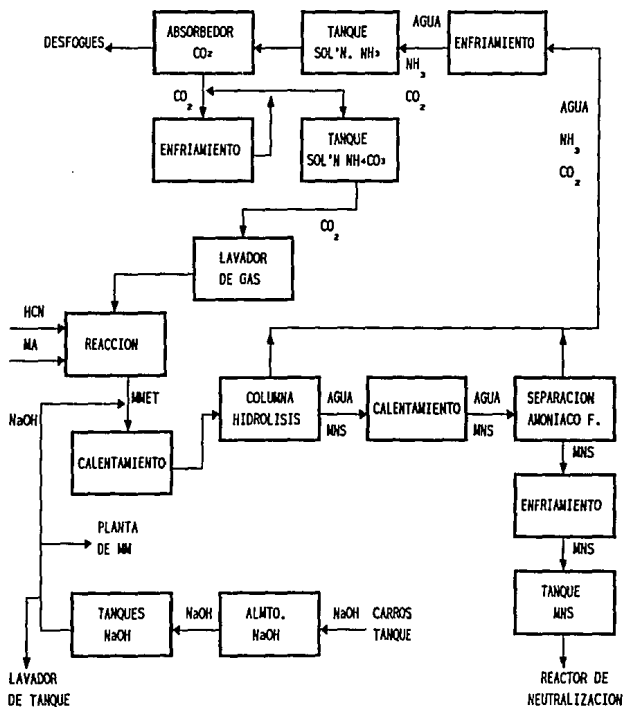 DESFOGUES
ABSORBEDOR
CO₂
TANQUE
SOL'N. NH₃
AGUA
NH₃
CO₂
ENFRIAMIENTO
AGUA
NH₃
CO₂
CO₂
CO₂
ENFRIAMIENTO
TANQUE
SOL'N NH₄CO₃
CO₂
LAVADOR
DE GAS
HCN
MA
REACCION
MMET
NaOH
CALENTAMIENTO
COLUMNA
HIDROLISIS
AGUA
MNS
CALENTAMIENTO
AGUA
MNS
SEPARACION
AMONIACO F.
MNS
ENFRIAMIENTO
MNS
TANQUE
MNS
REACTOR DE
NEUTRALIZACION
PLANTA
DE MM
TANQUES
NaOH
NaOH
ALMTO.
NaOH
NaOH
CARROS
TANQUE
LAVADOR
DE TANQUE